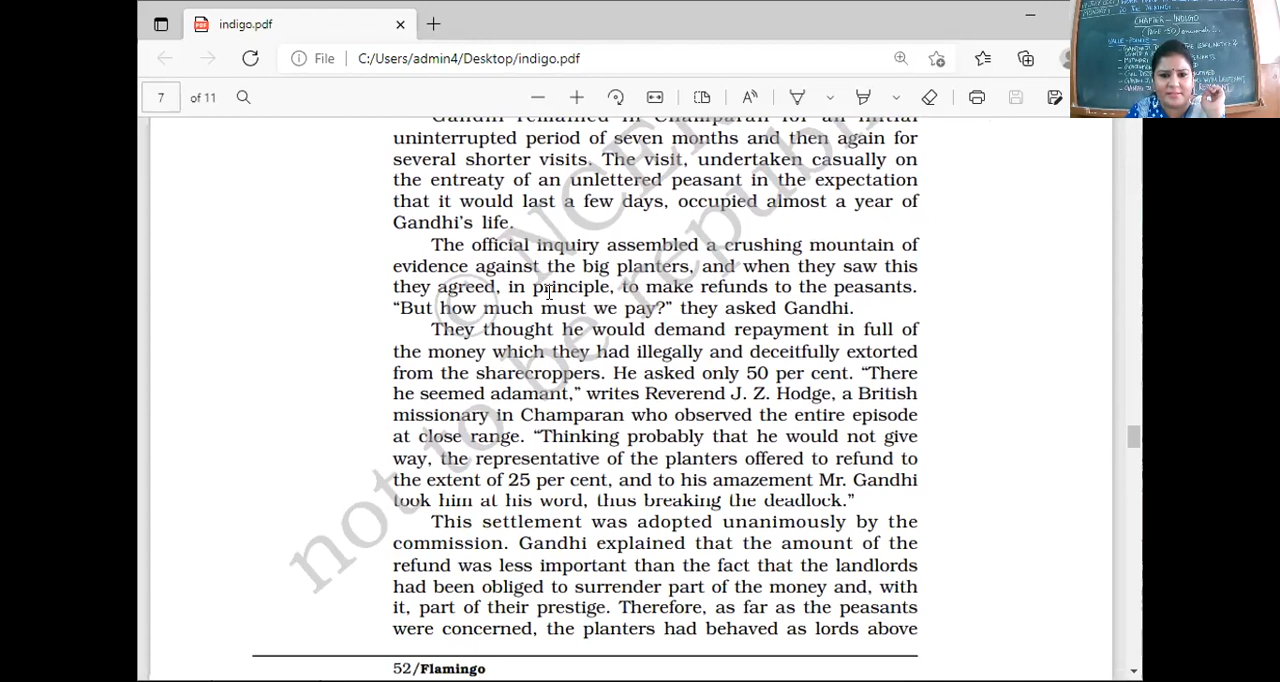 indigo.pdf
File C:/Users/admin4/Desktop/indigo.pdf
7 of 11
CHAPTER - INDIGO
Gandhi remained in Champaran for an initial
uninterrupted period of seven months and then again for
several shorter visits. The visit, undertaken casually on
the entreaty of an unlettered peasant in the expectation
that it would last a few days, occupied almost a year of
Gandhi's life.
The official inquiry assembled a crushing mountain of
evidence against the big planters, and when they saw this
they agreed, in principle, to make refunds to the peasants.
“But how much must we pay?” they asked Gandhi.
They thought he would demand repayment in full of
the money which they had illegally and deceitfully extorted
from the sharecroppers. He asked only 50 per cent. “There
he seemed adamant,” writes Reverend J. Z. Hodge, a British
missionary in Champaran who observed the entire episode
at close range. “Thinking probably that he would not give
way, the representative of the planters offered to refund to
the extent of 25 per cent, and to his amazement Mr. Gandhi
took him at his word, thus breaking the deadlock.”
This settlement was adopted unanimously by the
commission. Gandhi explained that the amount of the
refund was less important than the fact that the landlords
had been obliged to surrender part of the money and, with
it, part of their prestige. Therefore, as far as the peasants
were concerned, the planters had behaved as lords above
52/Flamingo
© NCER
not to be republi